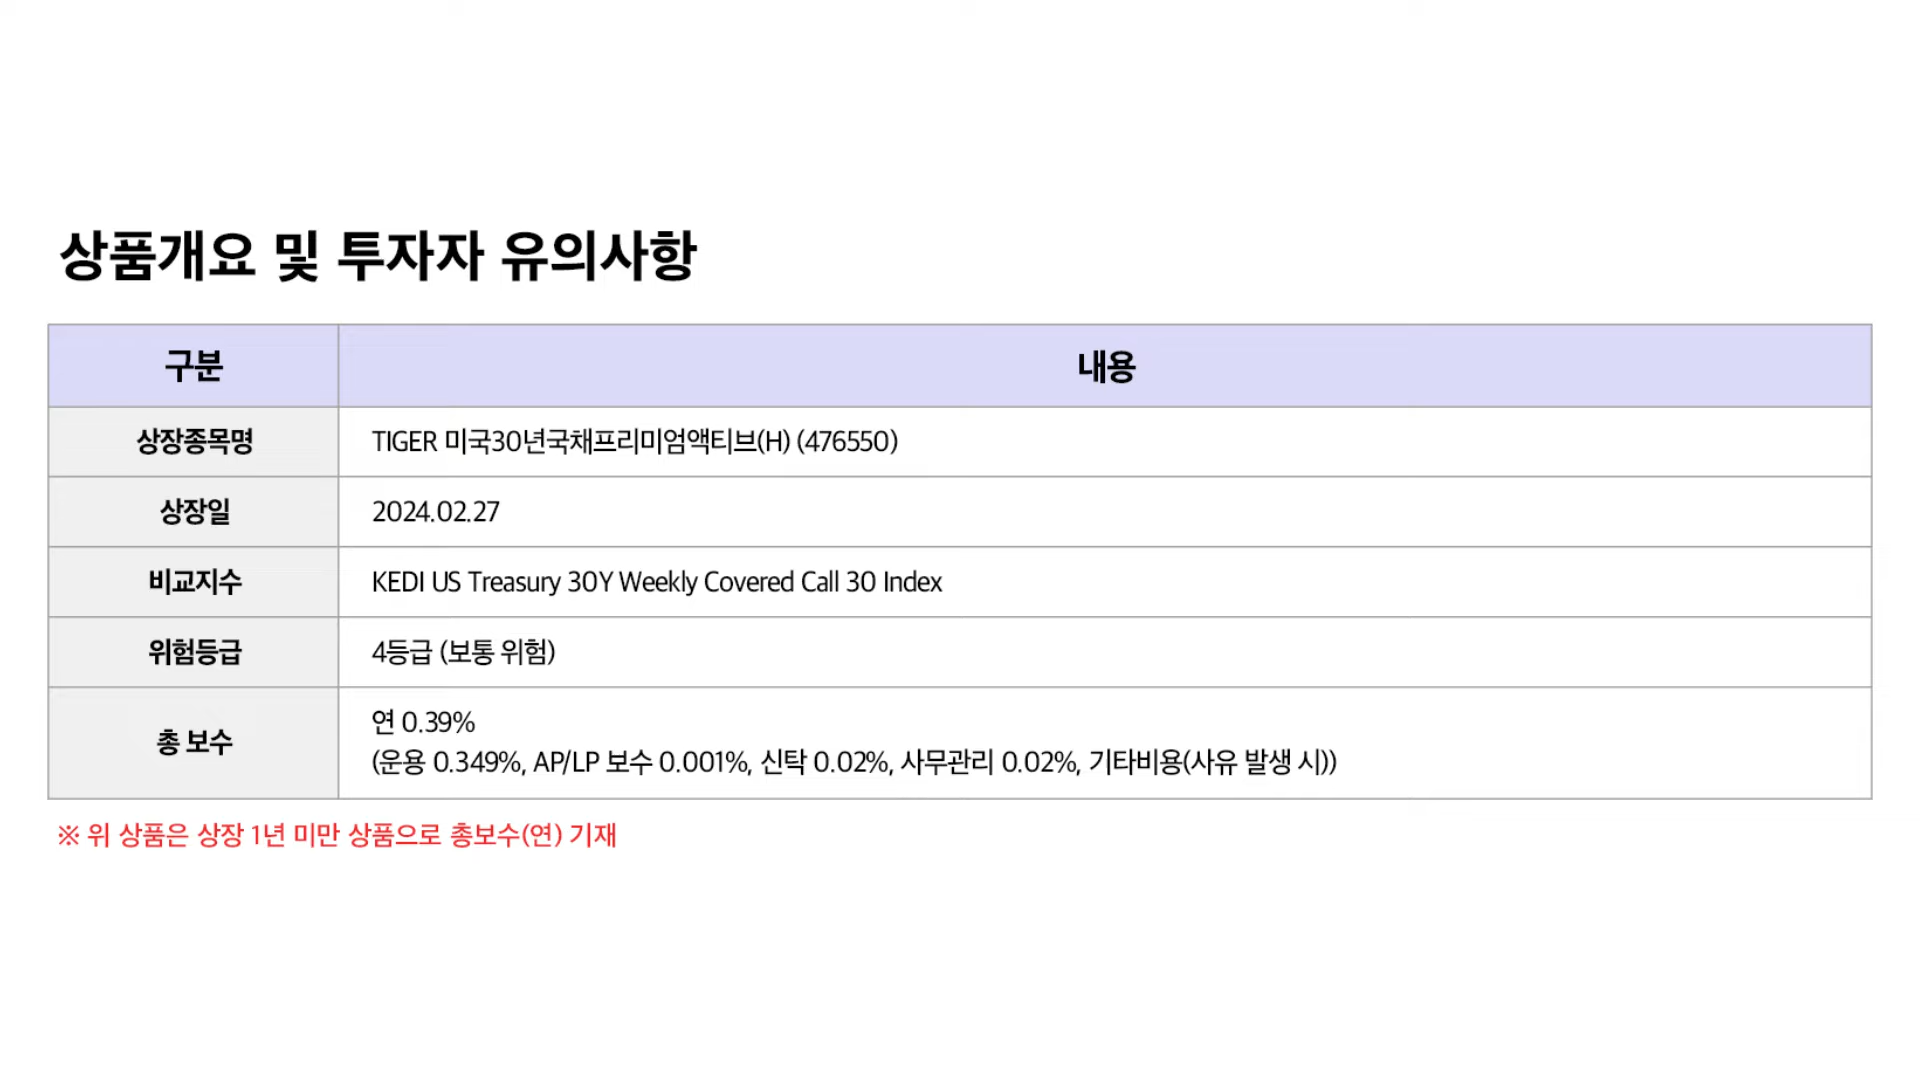 상품개요 및 투자자 유의사항
구분 내용
상장종목명 TIGER 미국30년국채프리미엄액티브(H) (476550)
상장일 2024.02.27
비교지수 KEDI US Treasury 30Y Weekly Covered Call 30 Index
위험등급 4등급 (보통 위험)
총 보수 연 0.39%
(운용 0.349%, AP/LP 보수 0.001%, 신탁 0.02%, 사무관리 0.02%, 기타비용(사유 발생 시))
※ 위 상품은 상장 1년 미만 상품으로 총보수(연) 기재